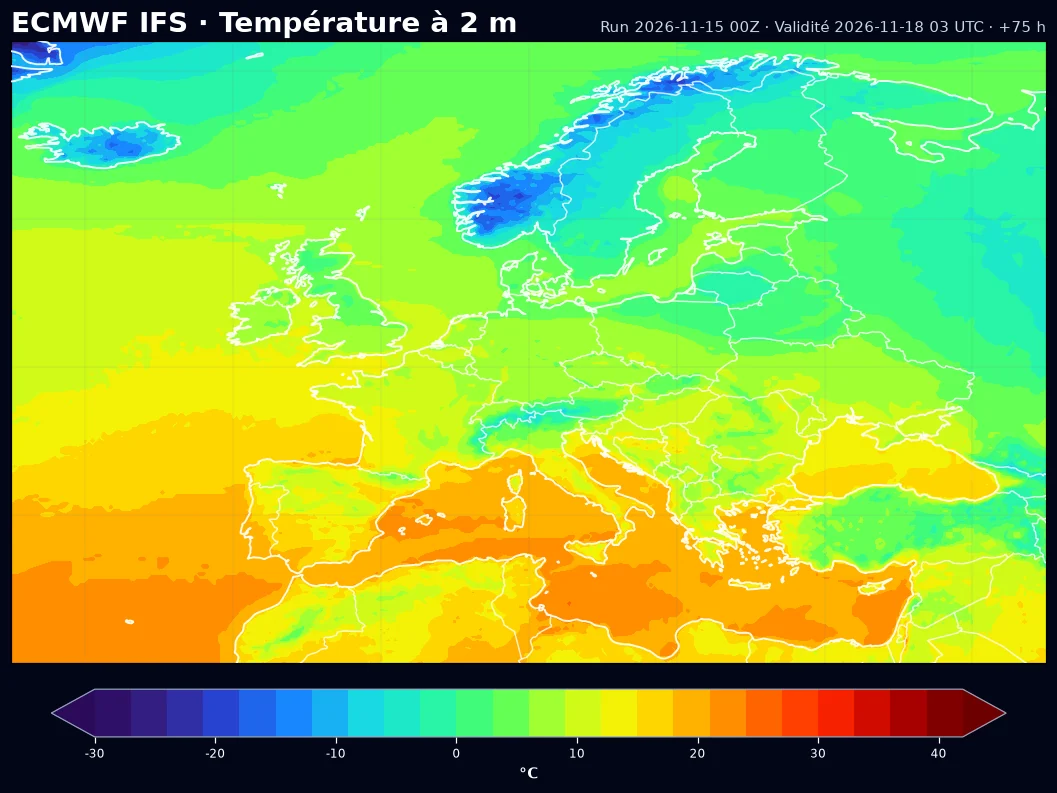 ECMWF IFS · Température à 2 m
Run 2026-11-15 00Z · Validité 2026-11-18 03 UTC · +75 h
-30 -20 -10 0 10 20 30 40
°C